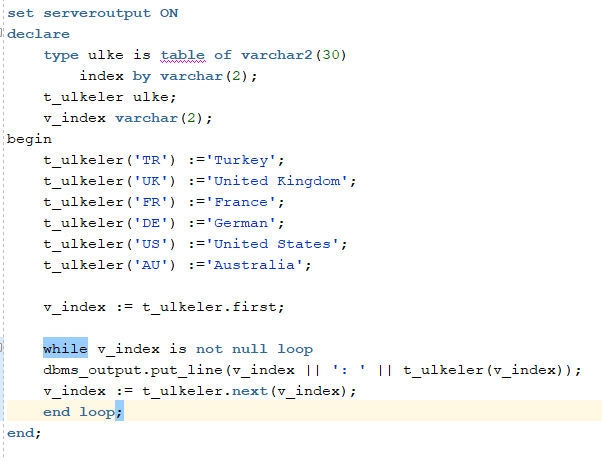 set serveroutput ON
declare
    type ulke is table of varchar2(30)
        index by varchar(2);
    t_ulkeler ulke;
    v_index varchar(2);
begin
    t_ulkeler('TR') :='Turkey';
    t_ulkeler('UK') :='United Kingdom';
    t_ulkeler('FR') :='France';
    t_ulkeler('DE') :='German';
    t_ulkeler('US') :='United States';
    t_ulkeler('AU') :='Australia';
    v_index := t_ulkeler.first;
    while v_index is not null loop
    dbms_output.put_line(v_index || ': ' || t_ulkeler(v_index));
    v_index := t_ulkeler.next(v_index);
    end loop;
end;